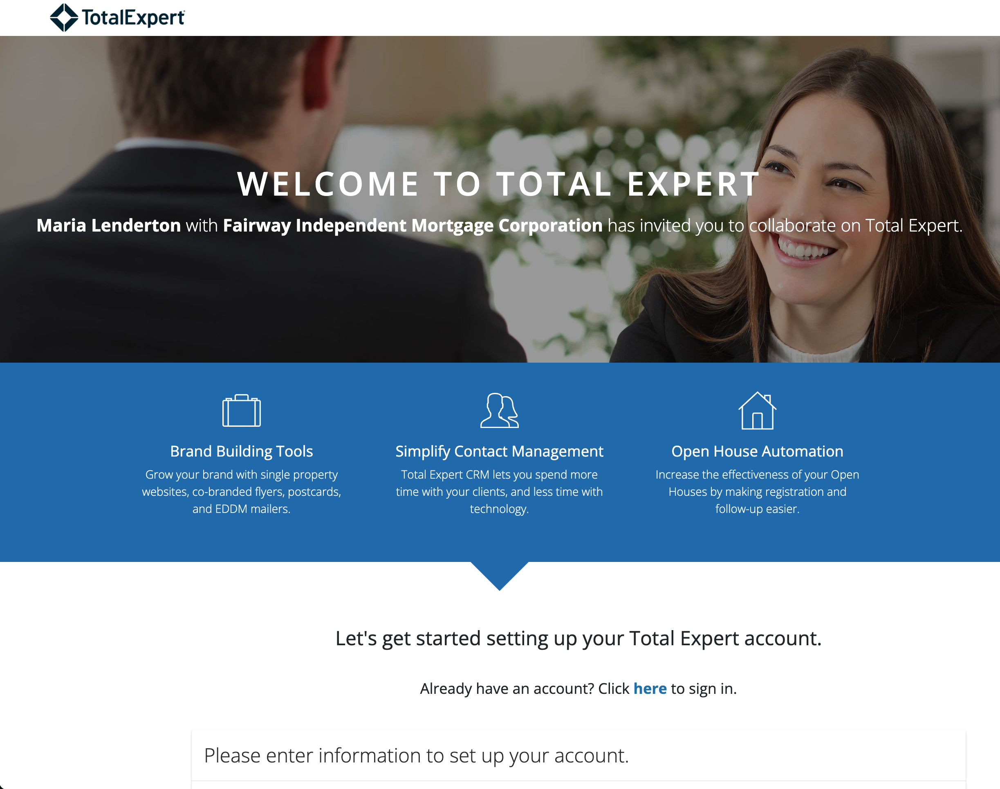 TotalExpert
WELCOME TO TOTAL EXPERT
Maria Lenderton with Fairway Independent Mortgage Corporation has invited you to collaborate on Total Expert.
Brand Building Tools
Grow your brand with single property
websites, co-branded flyers, postcards,
and EDDM mailers.
Simplify Contact Management
Total Expert CRM lets you spend more
time with your clients, and less time with
technology.
Open House Automation
Increase the effectiveness of your Open
Houses by making registration and
follow-up easier.
Let's get started setting up your Total Expert account.
Already have an account? Click here to sign in.
Please enter information to set up your account.